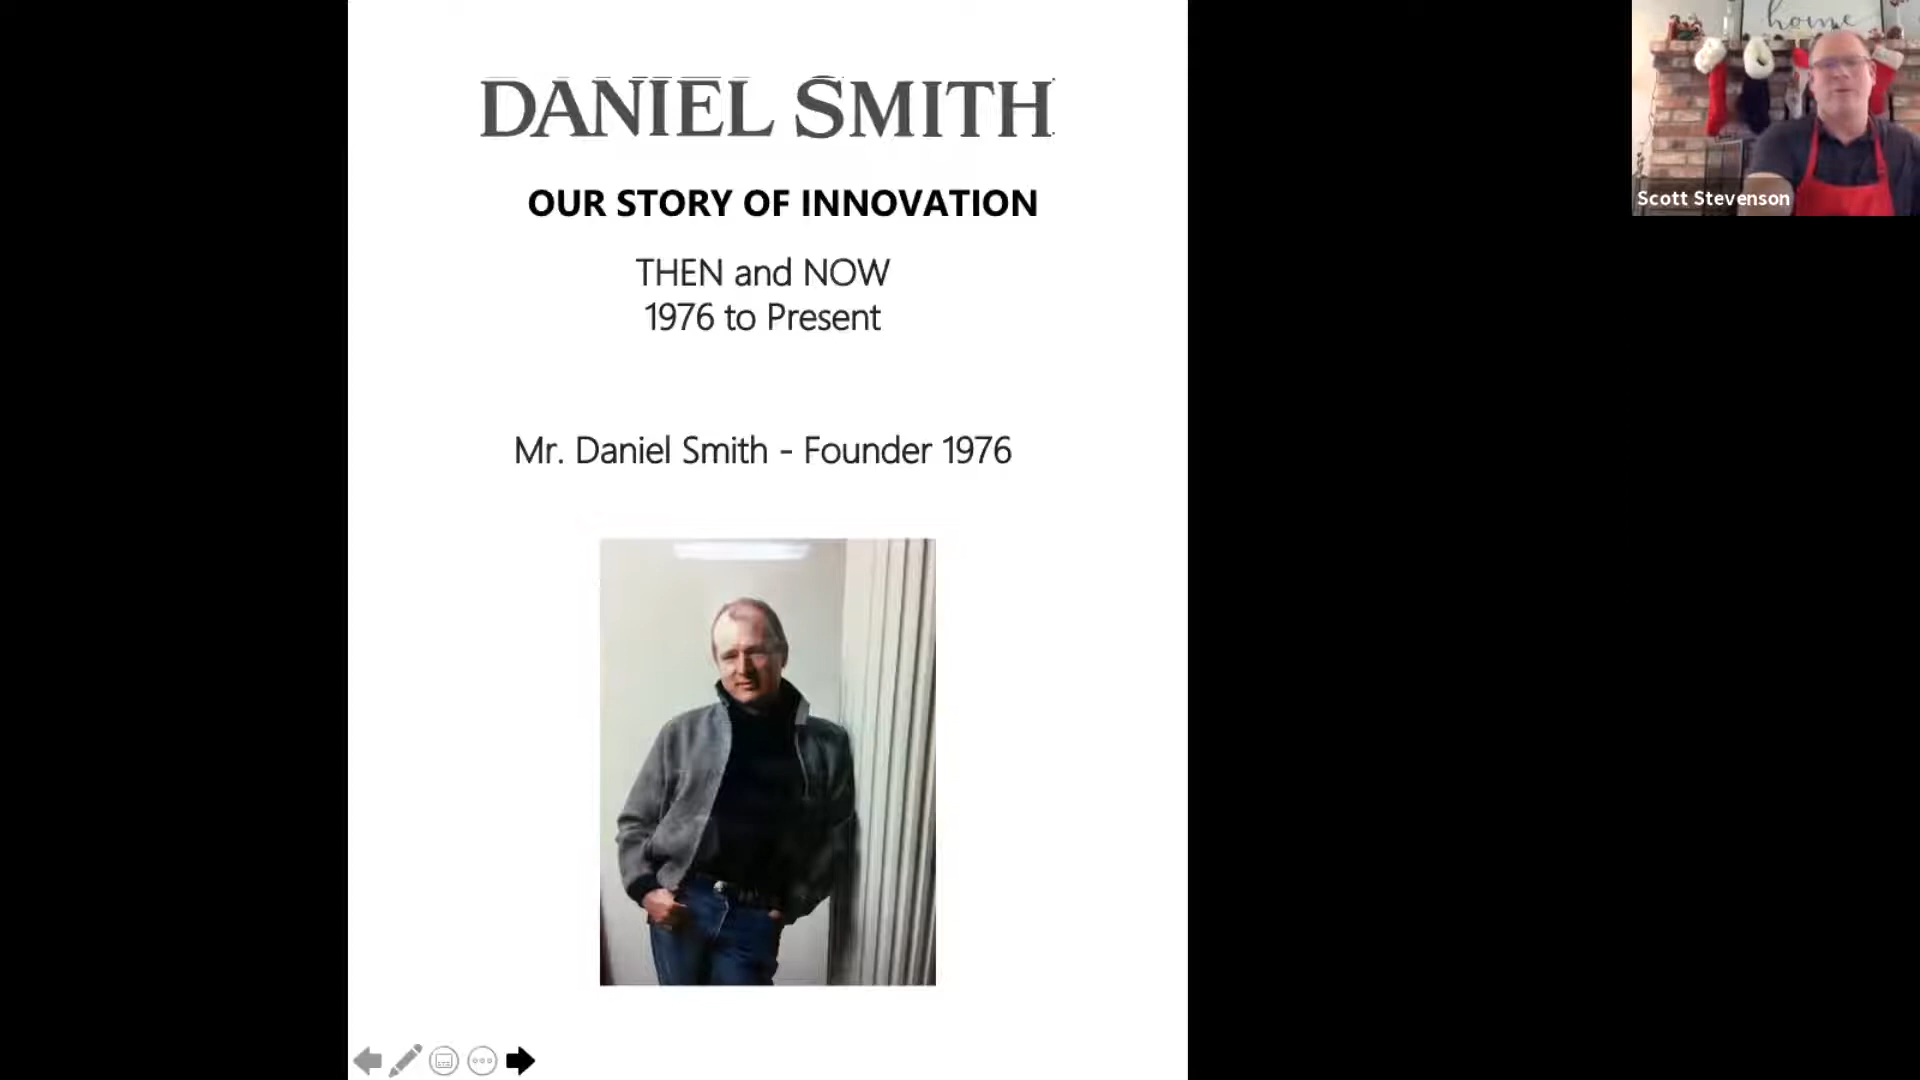 DANIEL SMITH
OUR STORY OF INNOVATION
THEN and NOW
1976 to Present
Mr. Daniel Smith - Founder 1976
home
Scott Stevenson